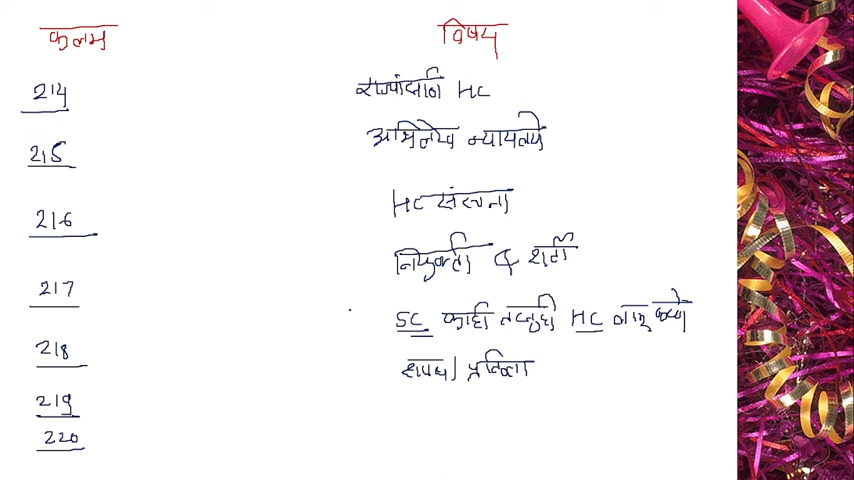 कलम विषय
214 राज्यांसाठी HC
215 अभिलेख न्यायालये
216 HC संरचना
217 नियुक्ती & शर्ती
218 SC काही तरतुदी HC लागू करणे
219 शपथ / प्रतिज्ञा
220